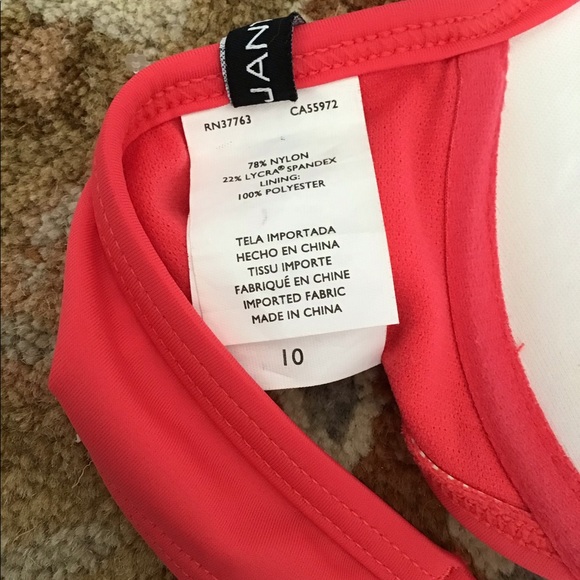 JAN
RN37763 CA55972
78% NYLON
22% LYCRA® SPANDEX
LINING:
100% POLYESTER
TELA IMPORTADA
HECHO EN CHINA
TISSU IMPORTE
FABRIQUÉ EN CHINE
IMPORTED FABRIC
MADE IN CHINA
10